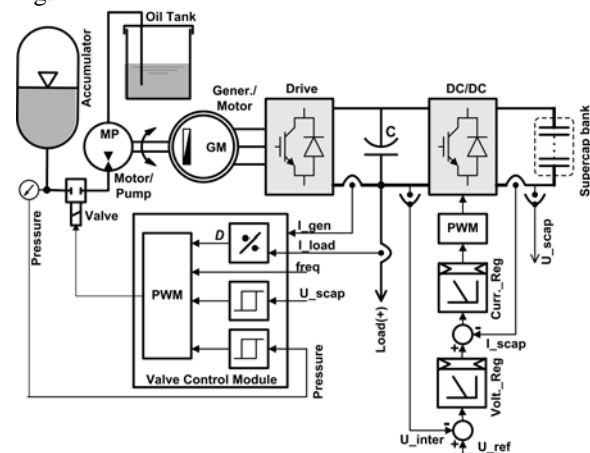 Oil Tank
Accumulator
Gener./
Motor
Drive
DC/DC
MP
GM
C
Supercap bank
Motor/
Pump
Valve
Pressure
I_gen
D
%
I_load
PWM
freq
U_scap
PWM
Pressure
Valve Control Module
Load(+)
U_scap
Curr._Reg
-
+
I_scap
Volt._Reg
U_inter
-
+
U_ref